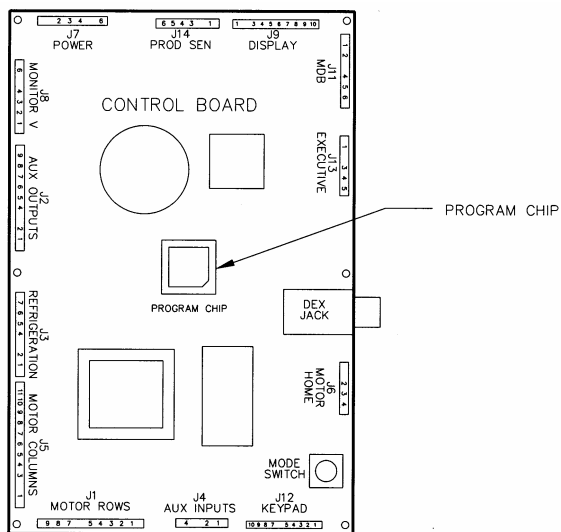 2 3 4 6
J7
POWER
6 5 4 3 1
J14
PROD SEN
1 3 4 5 6 7 8 9 10
J9
DISPLAY
1 2 4 5 6
J11
MDB
6 4 3 2 1
J8
MONITOR V
CONTROL BOARD
1 3 4 5
J13
EXECUTIVE
9 8 7 6 5 4 2 1
J2
AUX OUTPUTS
PROGRAM CHIP
PROGRAM CHIP
DEX
JACK
7 6 5 4 2 1
J3
REFRIGERATION
2 3 4
J6
MOTOR
HOME
11 10 9 8 7 6 5 4 3 1
J5
MOTOR COLUMNS
MODE
SWITCH
J1
MOTOR ROWS
9 8 7 5 4 3 2 1
J4
AUX INPUTS
4 2 1
J12
KEYPAD
10 9 8 7 5 4 3 2 1